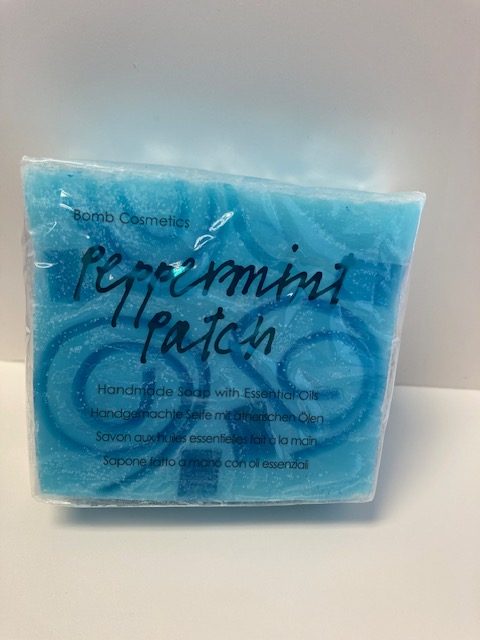 Bomb Cosmetics
Peppermint
Patch
Handmade Soap with Essential Oils
Handgemachte Seife mit ätherischen Ölen
Savon aux huiles essentielles fait à la main
Sapone fatto a mano con oli essenziali